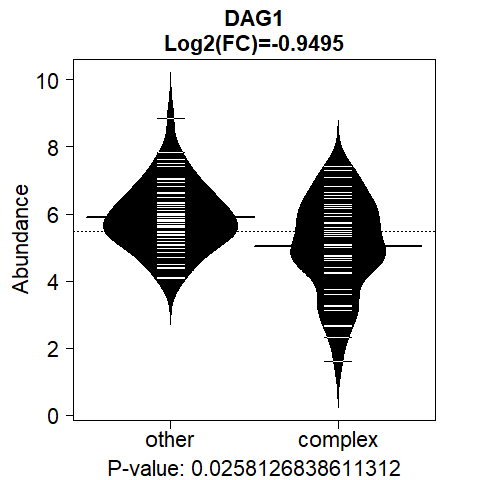 DAG1
Log2(FC)=-0.9495
Abundance
10
8
6
4
2
0
other complex
P-value: 0.0258126838611312